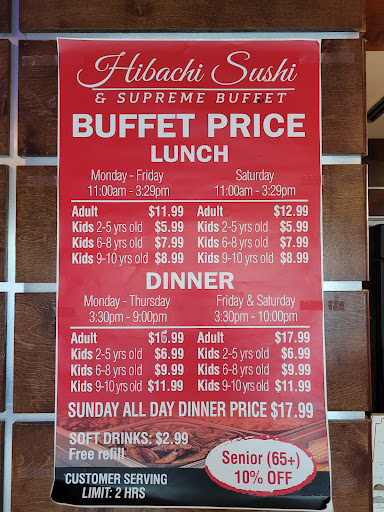 Hibachi Sushi
& SUPREME BUFFET
BUFFET PRICE
LUNCH
Monday - Friday Saturday
11:00am - 3:29pm 11:00am - 3:29pm
Adult $11.99 Adult $12.99
Kids 2-5 yrs old $5.99 Kids 2-5 yrs old $5.99
Kids 6-8 yrs old $7.99 Kids 6-8 yrs old $7.99
Kids 9-10 yrs old $8.99 Kids 9-10 yrs old $8.99
DINNER
Monday - Thursday Friday & Saturday
3:30pm - 9:00pm 3:30pm - 10:00pm
Adult $16.99 Adult $17.99
Kids 2-5 yrs old $6.99 Kids 2-5 yrs old $6.99
Kids 6-8 yrs old $9.99 Kids 6-8 yrs old $9.99
Kids 9-10 yrs old $11.99 Kids 9-10 yrs old $11.99
SUNDAY ALL DAY DINNER PRICE $17.99
SOFT DRINKS: $2.99
Free refill
Senior (65+)
10% OFF
CUSTOMER SERVING
LIMIT: 2 HRS